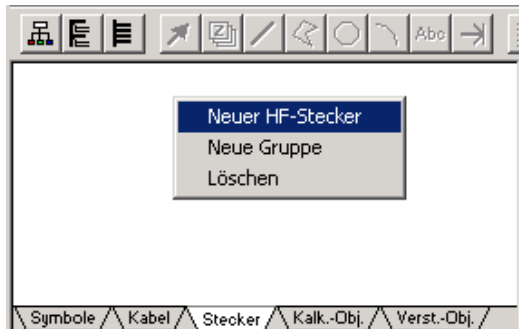 Abc
Neuer HF-Stecker
Neue Gruppe
Löschen
Symbole Kabel Stecker Kalk.-Obj. Verst.-Obj.